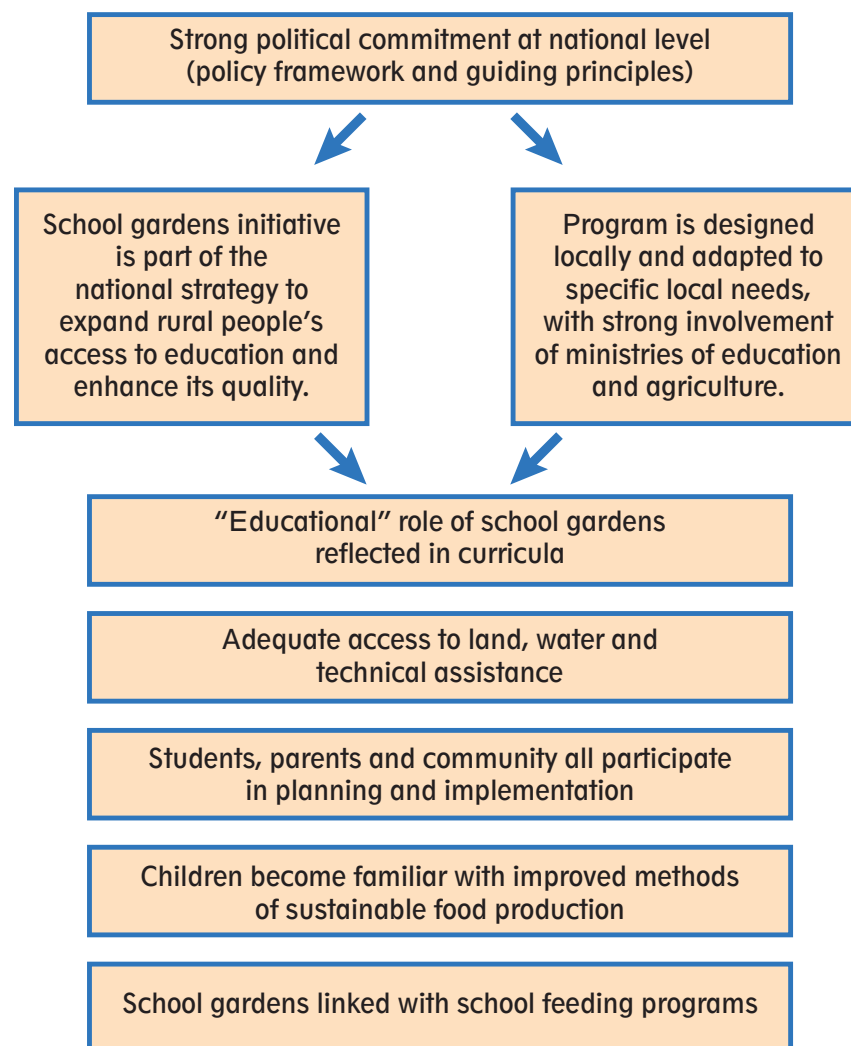 Strong political commitment at national level
(policy framework and guiding principles)
School gardens initiative
is part of the
national strategy to
expand rural people’s
access to education and
enhance its quality.
Program is designed
locally and adapted to
specific local needs,
with strong involvement
of ministries of education
and agriculture.
“Educational” role of school gardens
reflected in curricula
Adequate access to land, water and
technical assistance
Students, parents and community all participate
in planning and implementation
Children become familiar with improved methods
of sustainable food production
School gardens linked with school feeding programs